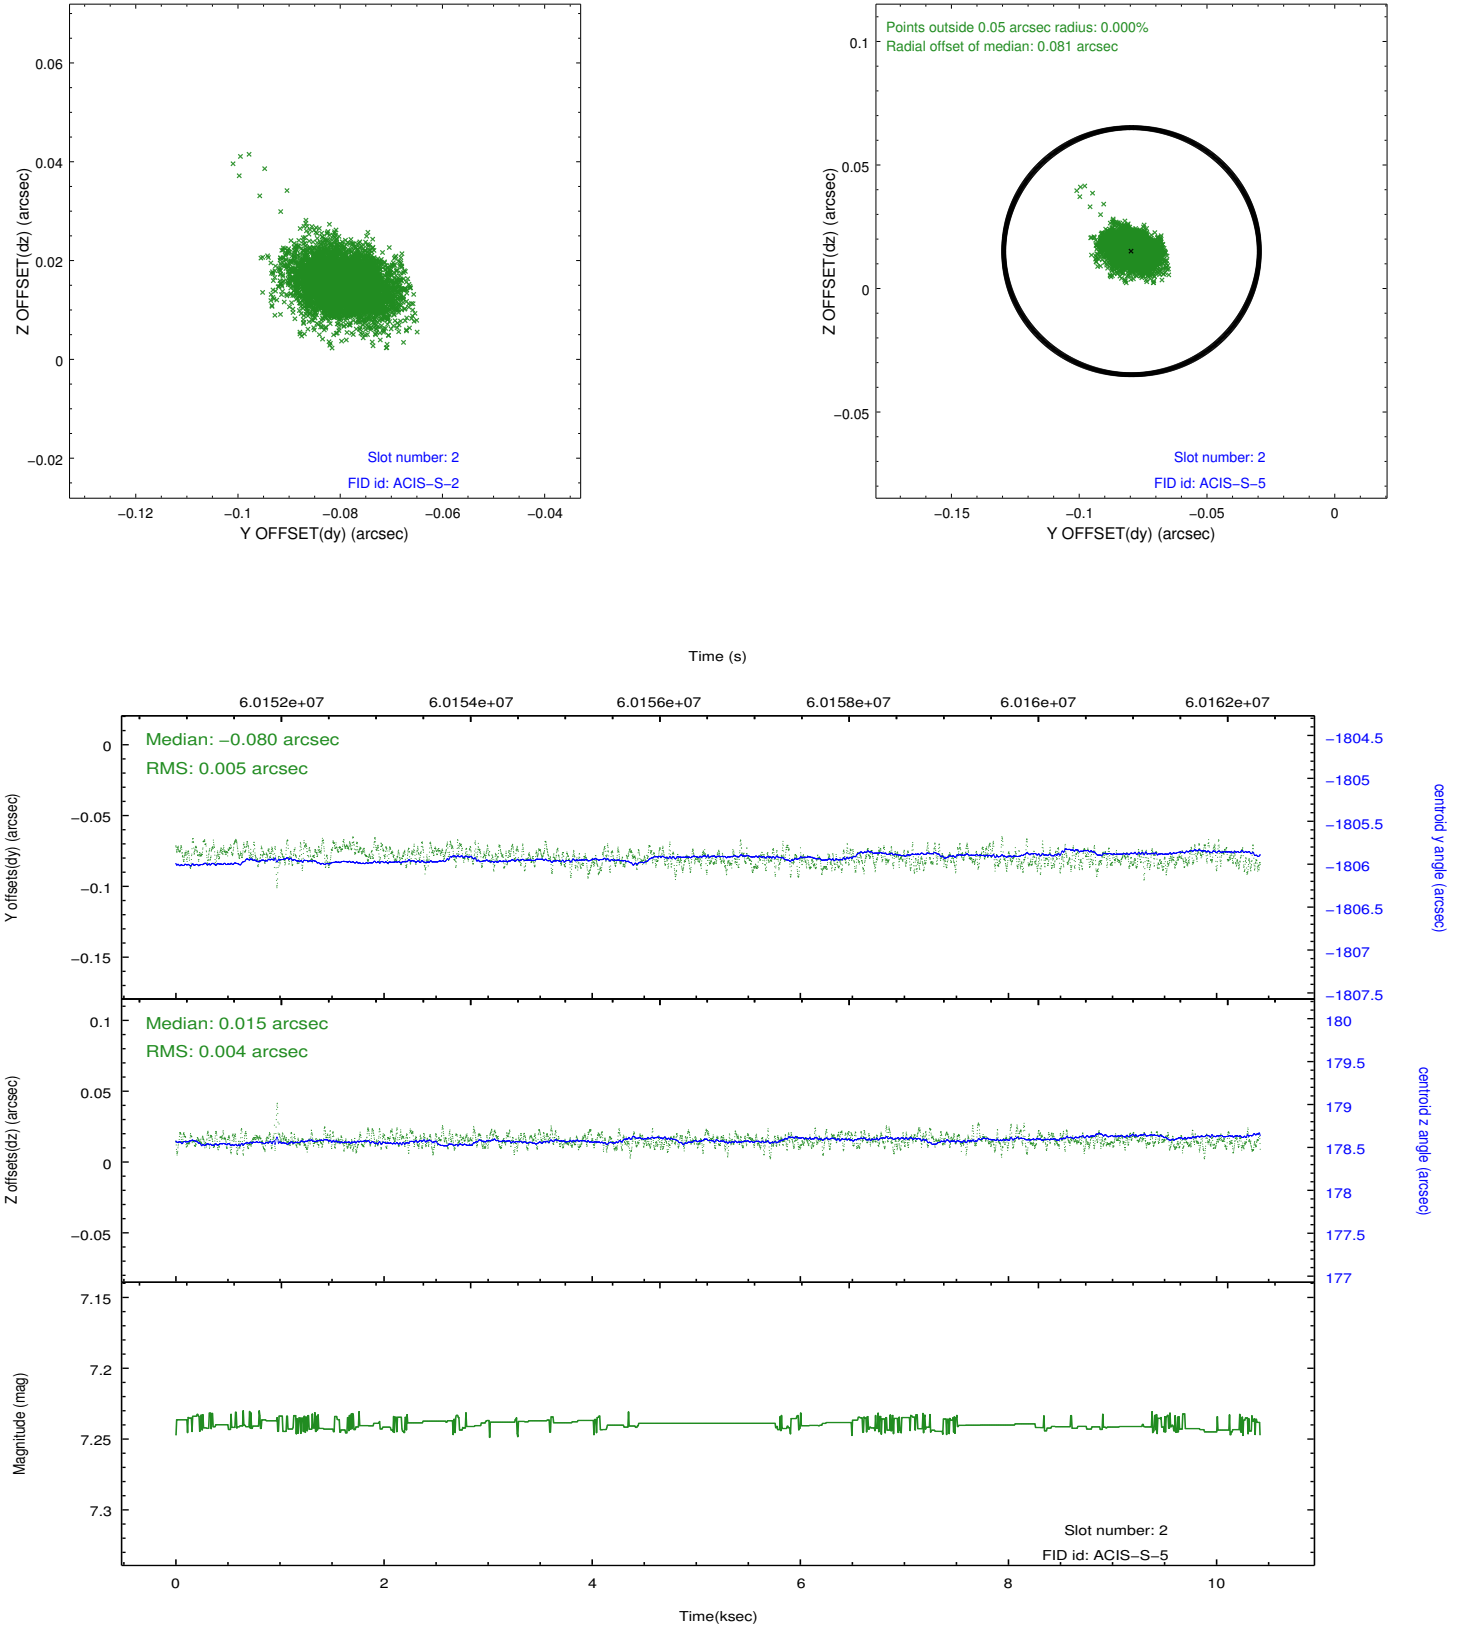 0.06
0.04
0.02
0
−0.02
Z OFFSET(dz) (arcsec)
Slot number: 2
FID id: ACIS−S−2
−0.12
−0.1
−0.08
−0.06
−0.04
Y OFFSET(dy) (arcsec)
Points outside 0.05 arcsec radius: 0.000%
Radial offset of median: 0.081 arcsec
0.1
0.05
0
−0.05
Z OFFSET(dz) (arcsec)
Slot number: 2
FID id: ACIS−S−5
−0.15
−0.1
−0.05
0
Y OFFSET(dy) (arcsec)
Time (s)
6.0152e+07
6.0154e+07
6.0156e+07
6.0158e+07
6.016e+07
6.0162e+07
Median: −0.080 arcsec
RMS: 0.005 arcsec
0
−0.05
−0.1
−0.15
Y offsets(dy) (arcsec)
−1804.5
−1805
−1805.5
−1806
−1806.5
−1807
−1807.5
centroid y angle (arcsec)
Median: 0.015 arcsec
RMS: 0.004 arcsec
0.1
0.05
0
−0.05
Z offsets(dz) (arcsec)
180
179.5
179
178.5
178
177.5
177
centroid z angle (arcsec)
7.15
7.2
7.25
7.3
Magnitude (mag)
Slot number: 2
FID id: ACIS−S−5
0
2
4
6
8
10
Time(ksec)